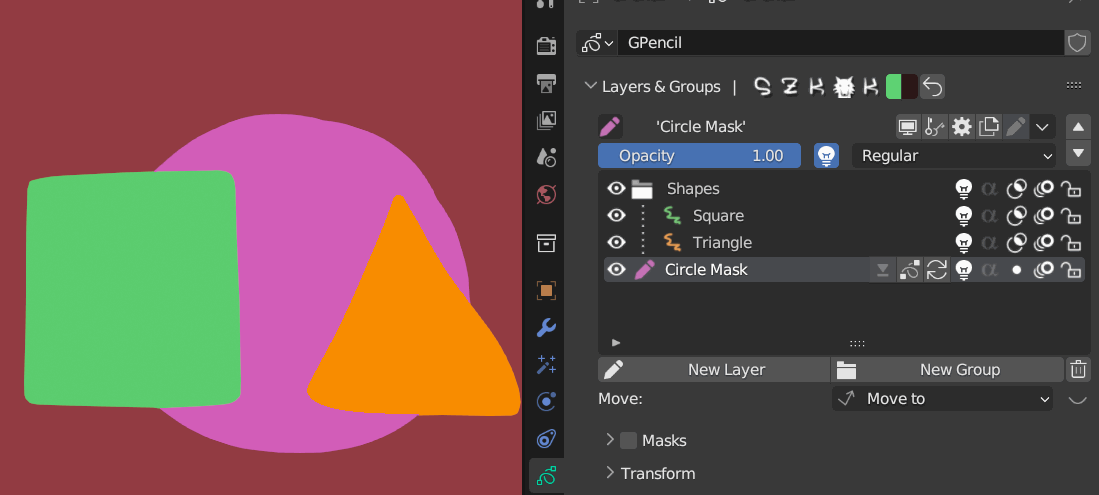 GPencil
Layers & Groups |
'Circle Mask'
Opacity 1.00 Regular
Shapes
Square
Triangle
Circle Mask
New Layer New Group
Move: Move to
Masks
Transform